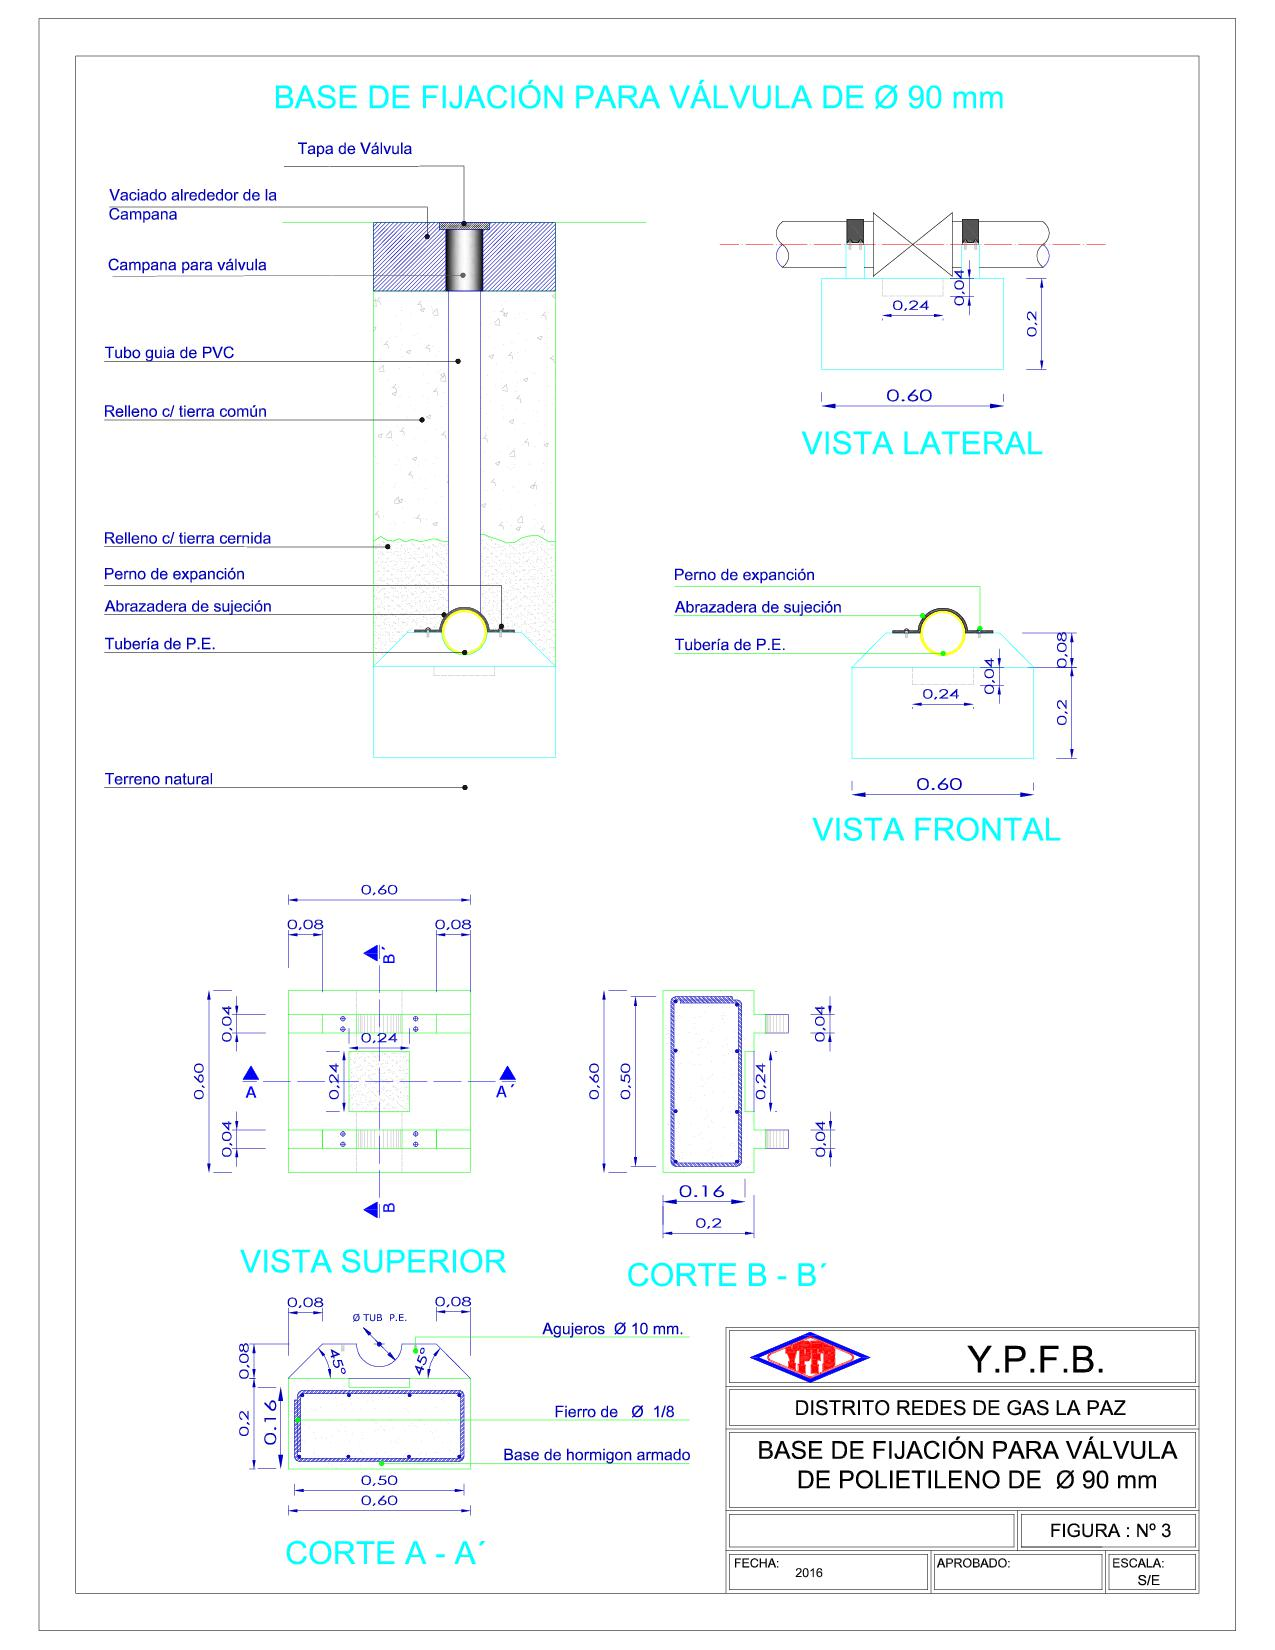 BASE DE FIJACIÓN PARA VÁLVULA DE Ø 90 mm
Tapa de Válvula
Vaciado alrededor de la
Campana
Campana para válvula
Tubo guia de PVC
Relleno c/ tierra común
Relleno c/ tierra cernida
Perno de expanción
Abrazadera de sujeción
Tubería de P.E.
Terreno natural
0,04
0,24
0,2
0.60
VISTA LATERAL
Perno de expanción
Abrazadera de sujeción
Tubería de P.E.
0,08
0,04
0,24
0,2
0.60
VISTA FRONTAL
0,60
0,08
0,08
B´
0,04
0,24
0,60
0,24
A
A´
0,04
B
VISTA SUPERIOR
0,04
0,60
0,50
0,24
0,04
0.16
0,2
CORTE B - B´
0,08
0,08
Ø TUB P.E.
Agujeros Ø 10 mm.
0,08
45°
45°
0,2
0.16
Fierro de Ø 1/8
Base de hormigon armado
0,50
0,60
CORTE A - A´
YPFB
Y.P.F.B.
DISTRITO REDES DE GAS LA PAZ
BASE DE FIJACIÓN PARA VÁLVULA
DE POLIETILENO DE Ø 90 mm
FIGURA : Nº 3
FECHA:
2016
APROBADO:
ESCALA:
S/E